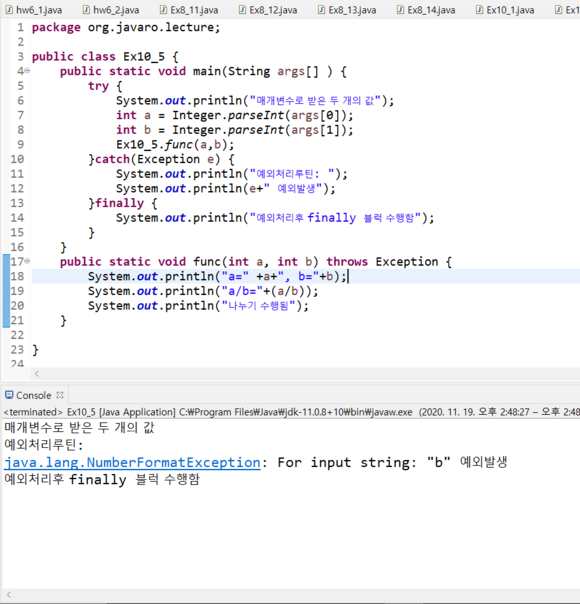 hw6_1.java hw6_2.java Ex8_11.java Ex8_12.java Ex8_13.java Ex8_14.java Ex10_1.java Ex1
1 package org.javaro.lecture;
2
3 public class Ex10_5 {
4 public static void main(String args[] ) {
5 try {
6 System.out.println("매개변수로 받은 두 개의 값");
7 int a = Integer.parseInt(args[0]);
8 int b = Integer.parseInt(args[1]);
9 Ex10_5.func(a,b);
10 }catch(Exception e) {
11 System.out.println("예외처리루틴: ");
12 System.out.println(e+" 예외발생");
13 }finally {
14 System.out.println("예외처리후 finally 블럭 수행함");
15 }
16 }
17 public static void func(int a, int b) throws Exception {
18 System.out.println("a=" +a+", b="+b);
19 System.out.println("a/b="+(a/b));
20 System.out.println("나누기 수행됨");
21 }
22
23 }
24
Console
<terminated> Ex10_5 [Java Application] C:₩Program Files₩Java₩jdk-11.0.8+10₩bin₩javaw.exe (2020. 11. 19. 오후 2:48:27 – 오후 2:48
매개변수로 받은 두 개의 값
예외처리루틴:
java.lang.NumberFormatException: For input string: "b" 예외발생
예외처리후 finally 블럭 수행함